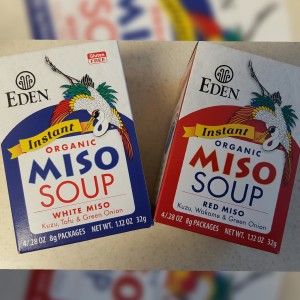 Gluten
FREE
EDEN
Instant
ORGANIC
MISO
SOUP
WHITE MISO
Kuzu, Tofu & Green Onion
4/.28 OZ 8g PACKAGES NET WT. 1.12 OZ 32g
EDEN
Instant
ORGANIC
MISO
SOUP
RED MISO
Kuzu, Wakame & Green Onion
4/.28 OZ 8g PACKAGES NET WT. 1.12 OZ 32g